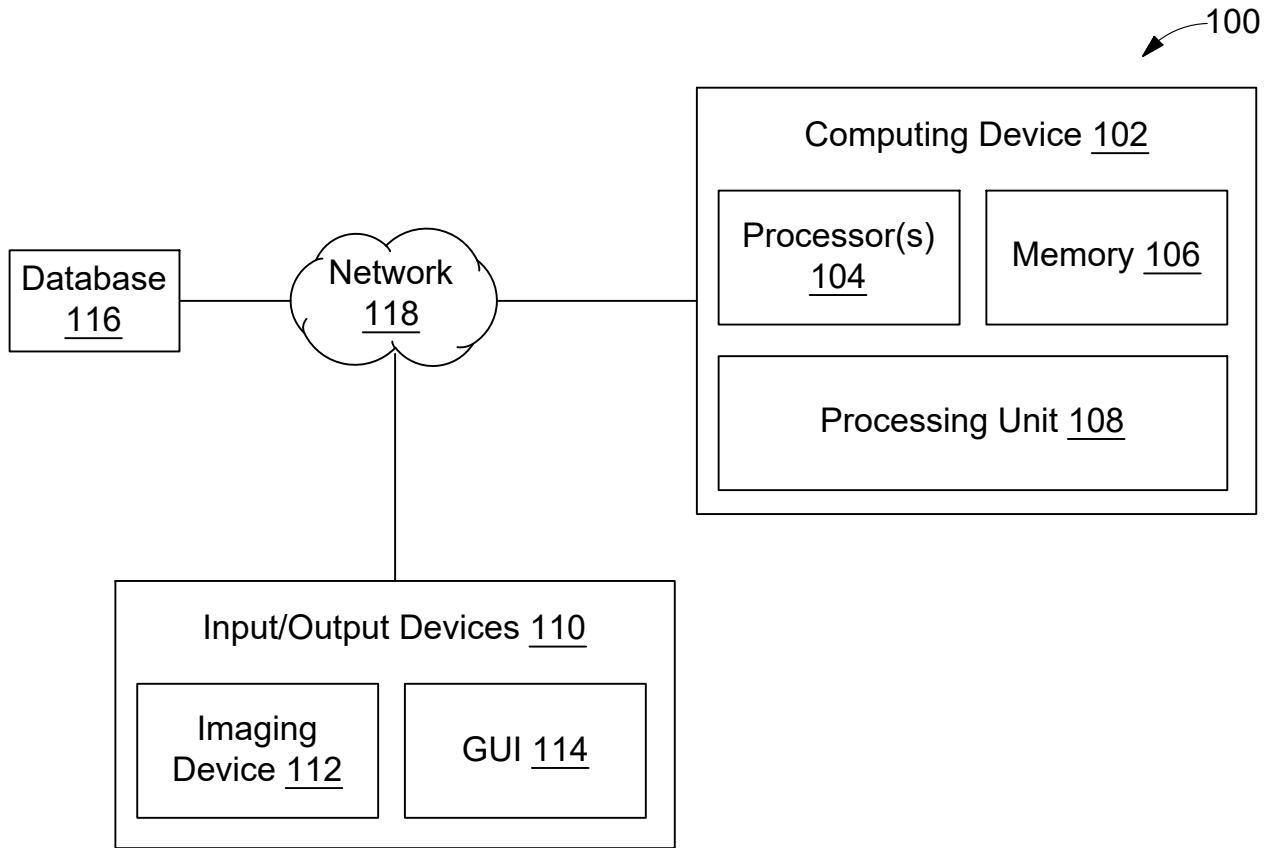 100
Computing Device 102
Processor(s)
104
Memory 106
Processing Unit 108
Database
116
Network
118
Input/Output Devices 110
Imaging
Device 112
GUI 114